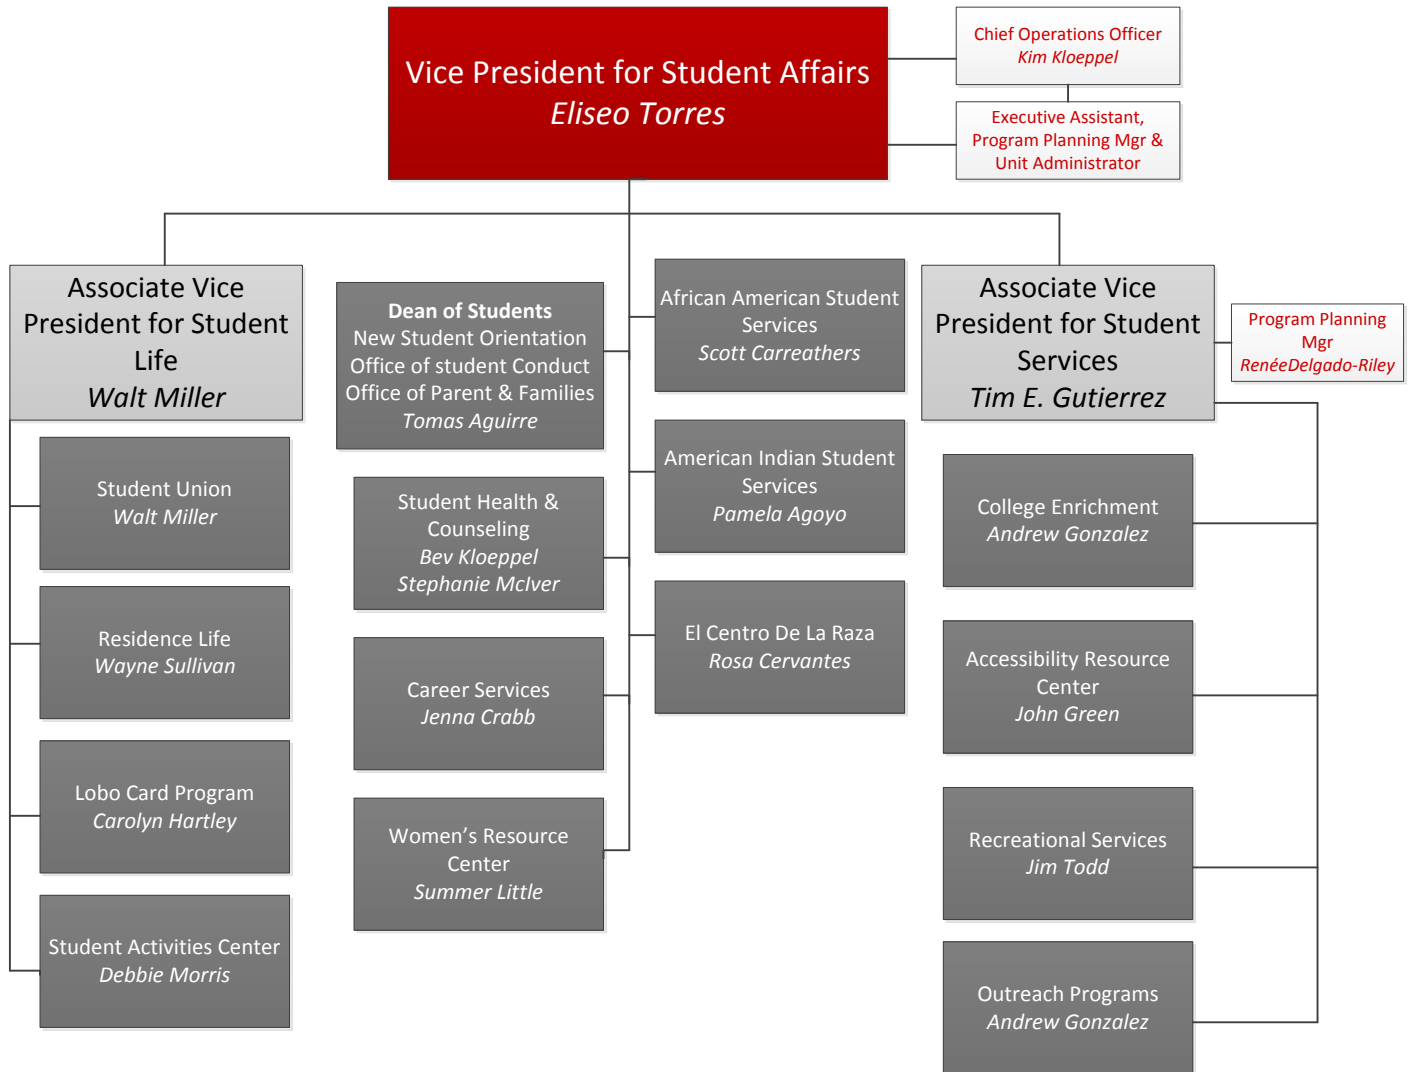 Vice President for Student Affairs
Eliseo Torres
Chief Operations Officer
Kim Kloeppel
Executive Assistant,
Program Planning Mgr &
Unit Administrator
Associate Vice
President for Student
Life
Walt Miller
Student Union
Walt Miller
Residence Life
Wayne Sullivan
Lobo Card Program
Carolyn Hartley
Student Activities Center
Debbie Morris
Dean of Students
New Student Orientation
Office of student Conduct
Office of Parent & Families
Tomas Aguirre
Student Health &
Counseling
Bev Kloeppel
Stephanie McIver
Career Services
Jenna Crabb
Women’s Resource
Center
Summer Little
African American Student
Services
Scott Carreathers
American Indian Student
Services
Pamela Agoyo
El Centro De La Raza
Rosa Cervantes
Associate Vice
President for Student
Services
Tim E. Gutierrez
Program Planning
Mgr
RenéeDelgado-Riley
College Enrichment
Andrew Gonzalez
Accessibility Resource
Center
John Green
Recreational Services
Jim Todd
Outreach Programs
Andrew Gonzalez